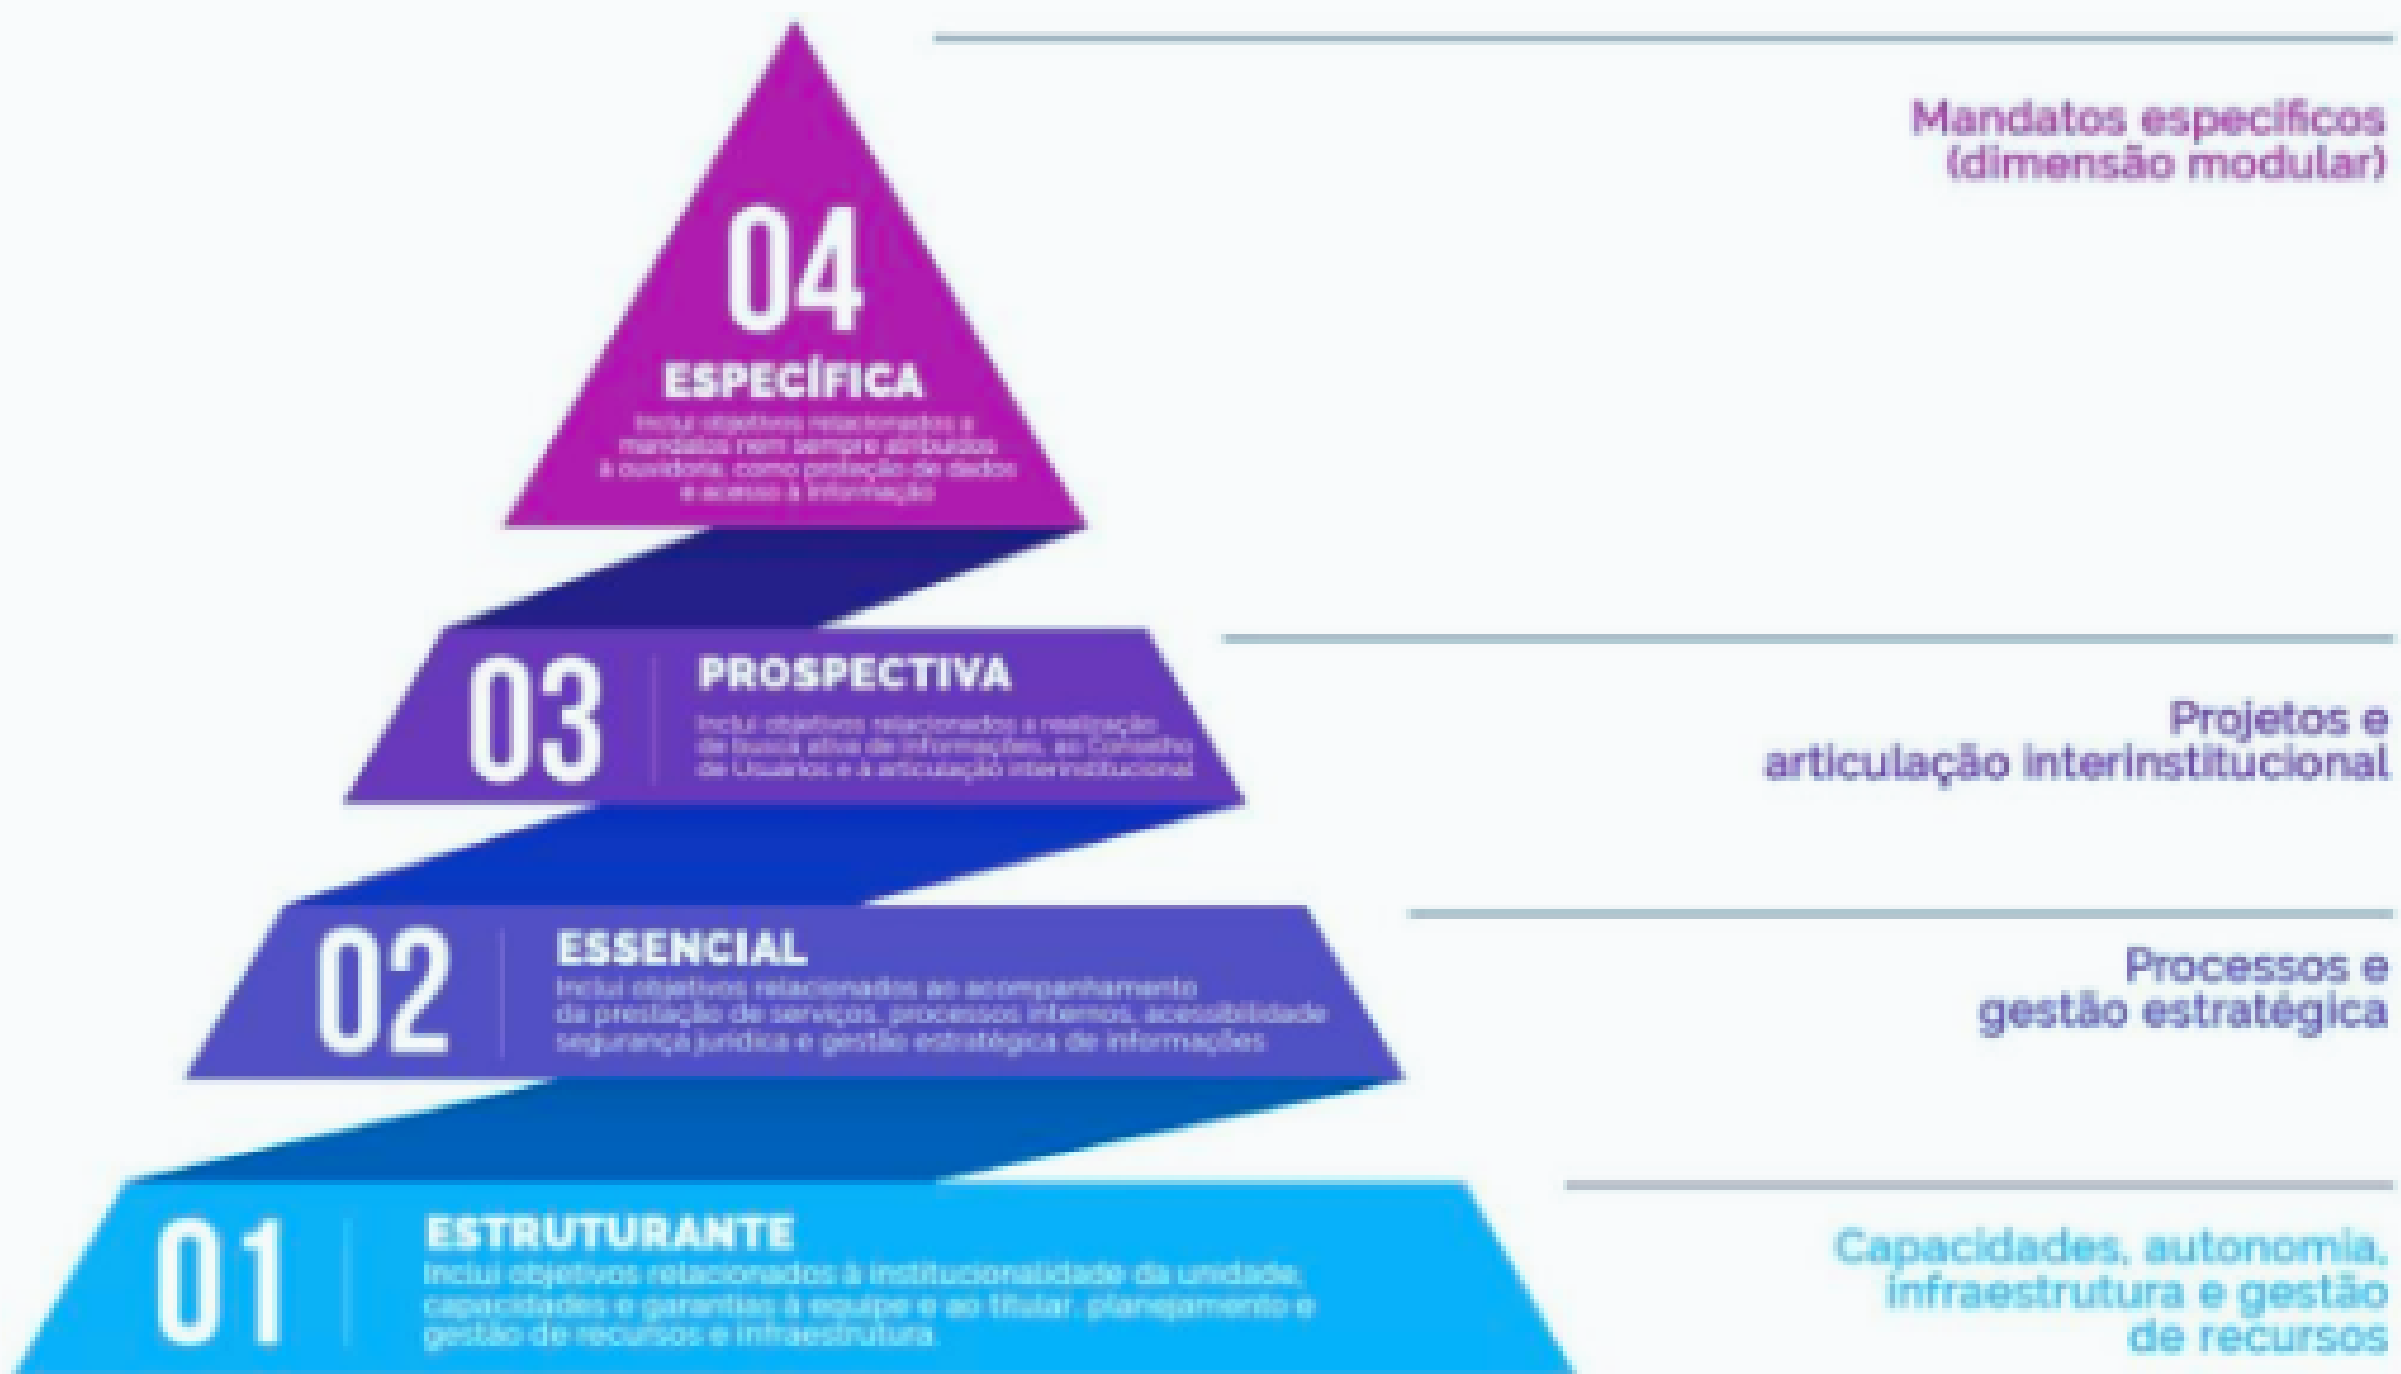 Mandatos específicos
(dimensão modular)
04
ESPECÍFICA
Inclui objetivos relacionados a
mandatos nem sempre atribuídos
à ouvidoria, como proteção de dados
e acesso à informação
03
PROSPECTIVA
Inclui objetivos relacionados a realização
de busca ativa de informações, ao Conselho
de Usuários e à articulação interinstitucional
Projetos e
articulação interinstitucional
02
ESSENCIAL
Inclui objetivos relacionados ao acompanhamento
da prestação de serviços, processos internos, acessibilidade
segurança jurídica e gestão estratégica de informações
Processos e
gestão estratégica
01
ESTRUTURANTE
Inclui objetivos relacionados à institucionalidade da unidade,
capacidades e garantias à equipe e ao titular, planejamento e
gestão de recursos e infraestrutura.
Capacidades, autonomia,
infraestrutura e gestão
de recursos